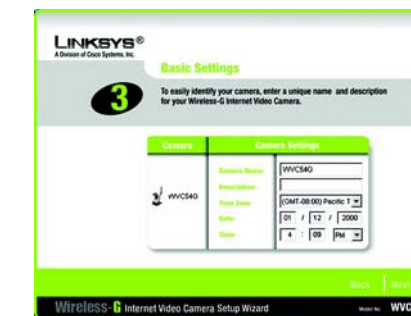 LINKSYS®
A Division of Cisco Systems, Inc.
Basic Settings
3
To easily identify your camera, enter a unique name and description
for your Wireless-G Internet Video Camera.
Camera
Camera Settings
WVC54G
Camera Name:
WVC54G
Description:
Time Zone:
(GMT-08:00) Pacific T
Date:
01 / 12 / 2000
Time:
4 : 09 PM
Back
Next
Wireless-G Internet Video Camera Setup Wizard
Model No. WVC